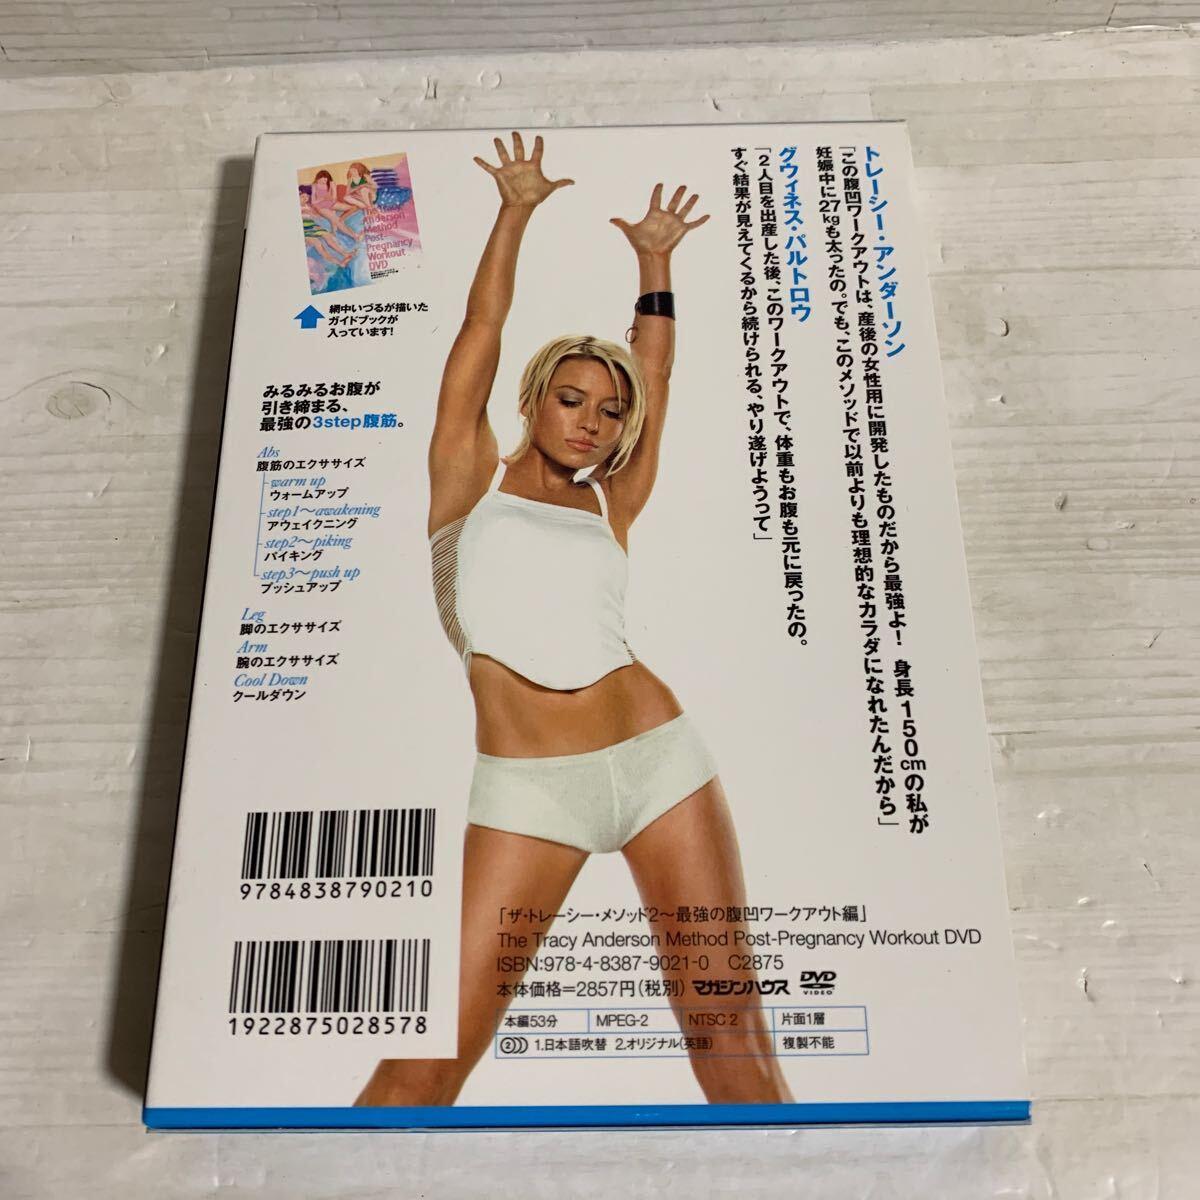 トレーシー・アンダーソン
「この腹凹ワークアウトは、産後の女性用に開発したものだから最強よ！ 身長150cmの私が
妊娠中に27kgも太ったの。でも、このメソッドで以前よりも理想的なカラダになれたんだから」
グウィネス・パルトロウ
「2人目を出産した後、このワークアウトで、体重もお腹も元に戻ったの。
すぐ結果が見えてくるから続けられる、やり遂げようって」
The Tracy
Anderson
Method
Post-
Pregnancy
Workout
DVD
網中いづるが描いた
ガイドブックが
入っています!
みるみるお腹が
引き締まる、
最強の3step腹筋。
Abs
腹筋のエクササイズ
warm up
ウォームアップ
step1～awakening
アウェイクニング
step2～piking
パイキング
step3～push up
プッシュアップ
Leg
脚のエクササイズ
Arm
腕のエクササイズ
Cool Down
クールダウン
9784838790210
1922875028578
「ザ・トレーシー・メソッド2～最強の腹凹ワークアウト編」
The Tracy Anderson Method Post-Pregnancy Workout DVD
ISBN:978-4-8387-9021-0 C2875
本体価格=2857円(税別) マガジンハウス DVD VIDEO
本編53分 MPEG-2 NTSC 2 片面1層
2 1.日本語吹替 2.オリジナル(英語) 複製不能